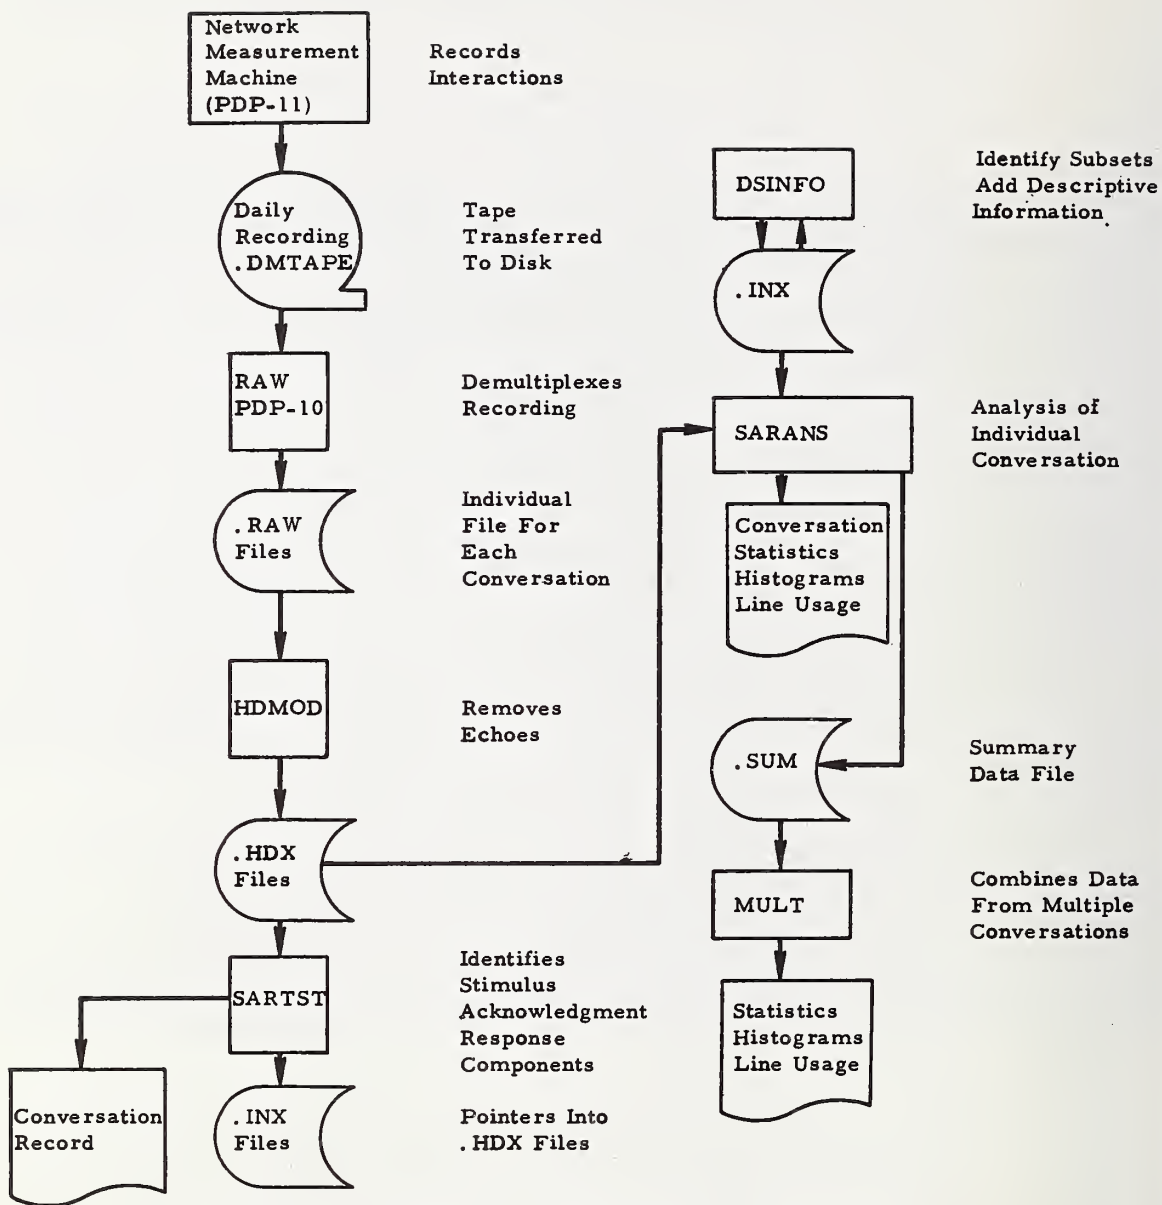 Network
Measurement
Machine
(PDP-11)
Records
Interactions
Daily
Recording
.DMTAPE
Tape
Transferred
To Disk
RAW
PDP-10
Demultiplexes
Recording
.RAW
Files
Individual
File For
Each
Conversation
HDMOD
Removes
Echoes
.HDX
Files
SARTST
Identifies
Stimulus
Acknowledgment
Response
Components
Conversation
Record
.INX
Files
Pointers Into
.HDX Files
DSINFO
Identify Subsets
Add Descriptive
Information.
.INX
SARANS
Analysis of
Individual
Conversation
Conversation
Statistics
Histograms
Line Usage
.SUM
Summary
Data File
MULT
Combines Data
From Multiple
Conversations
Statistics
Histograms
Line Usage